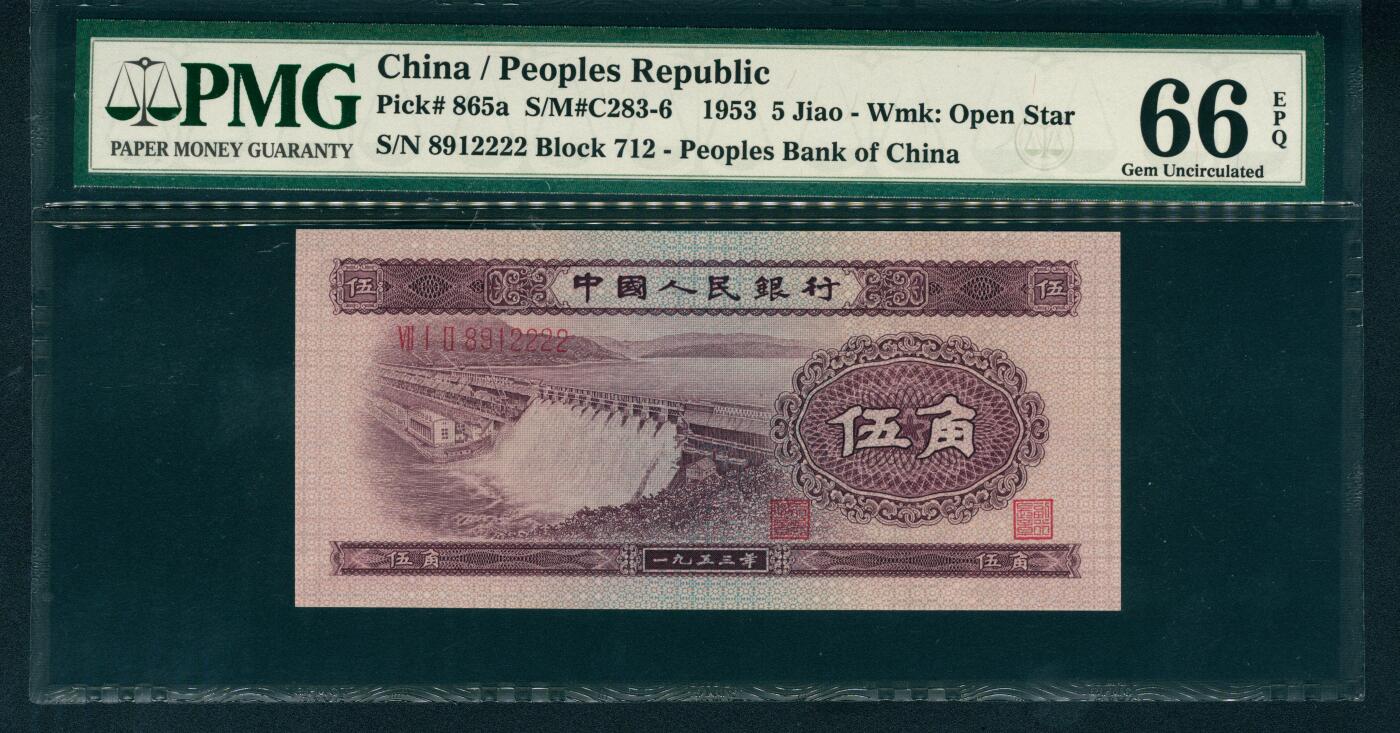 PMG
PAPER MONEY GUARANTY
China / Peoples Republic
Pick# 865a S/M#C283-6 1953 5 Jiao - Wmk: Open Star
S/N 8912222 Block 712 - Peoples Bank of China
66
EPQ
Gem Uncirculated
伍 中國人民銀行 伍
VII I II 8912222
伍角
伍角 一九五三年 伍角